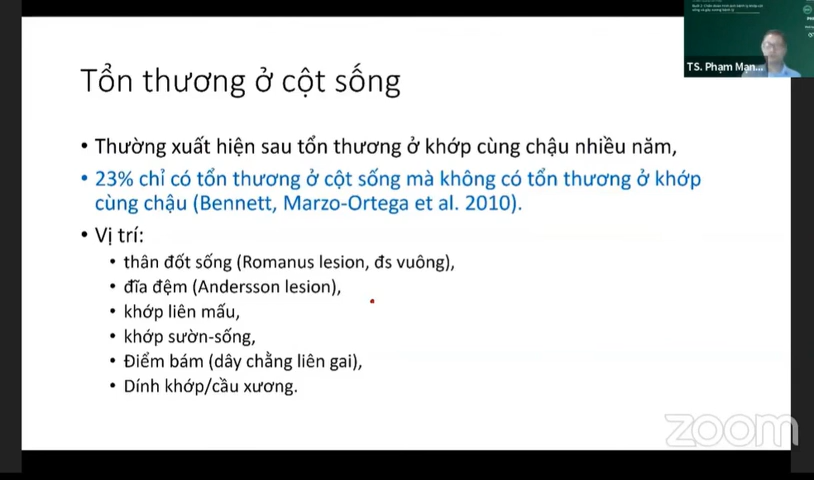 Tổn thương ở cột sống
• Thường xuất hiện sau tổn thương ở khớp cùng chậu nhiều năm,
• 23% chỉ có tổn thương ở cột sống mà không có tổn thương ở khớp
cùng chậu (Bennett, Marzo-Ortega et al. 2010).
• Vị trí:
• thân đốt sống (Romanus lesion, đs vuông),
• đĩa đệm (Andersson lesion),
• khớp liên mấu,
• khớp sườn-sống,
• Điểm bám (dây chằng liên gai),
• Dính khớp/cầu xương.
TS. Phạm Mạn...
zoom